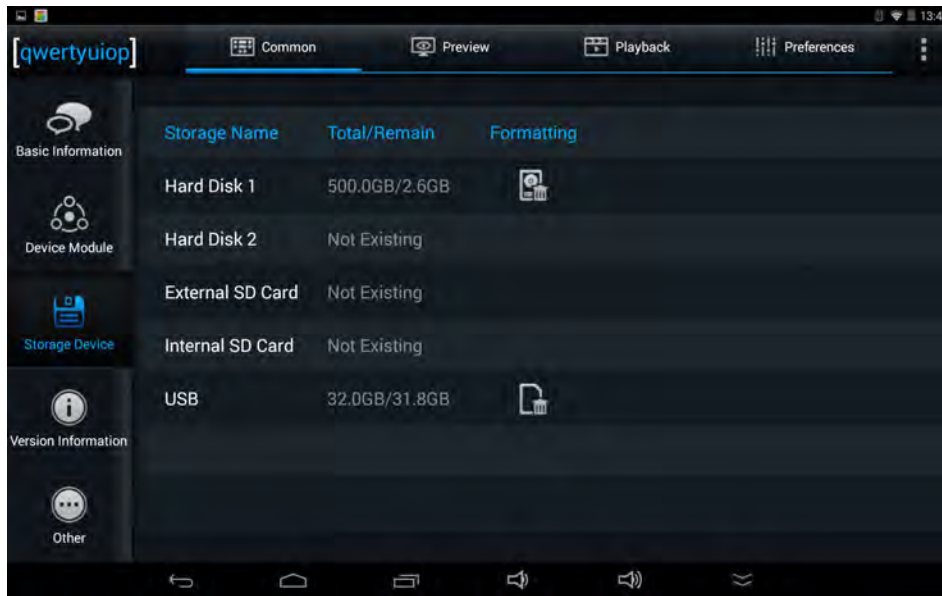 13:4
[qwertyuiop]
Common
Preview
Playback
Preferences
Basic Information
Device Module
Storage Device
Version Information
Other
Storage Name Total/Remain Formatting
Hard Disk 1 500.0GB/2.6GB
Hard Disk 2 Not Existing
External SD Card Not Existing
Internal SD Card Not Existing
USB 32.0GB/31.8GB